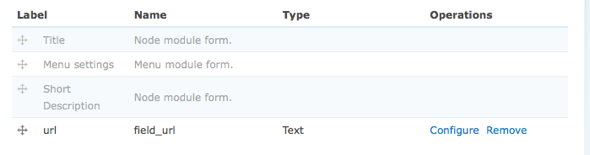 Label Name Type Operations
Title Node module form.
Menu settings Menu module form.
Short
Description Node module form.
url field_url Text Configure Remove